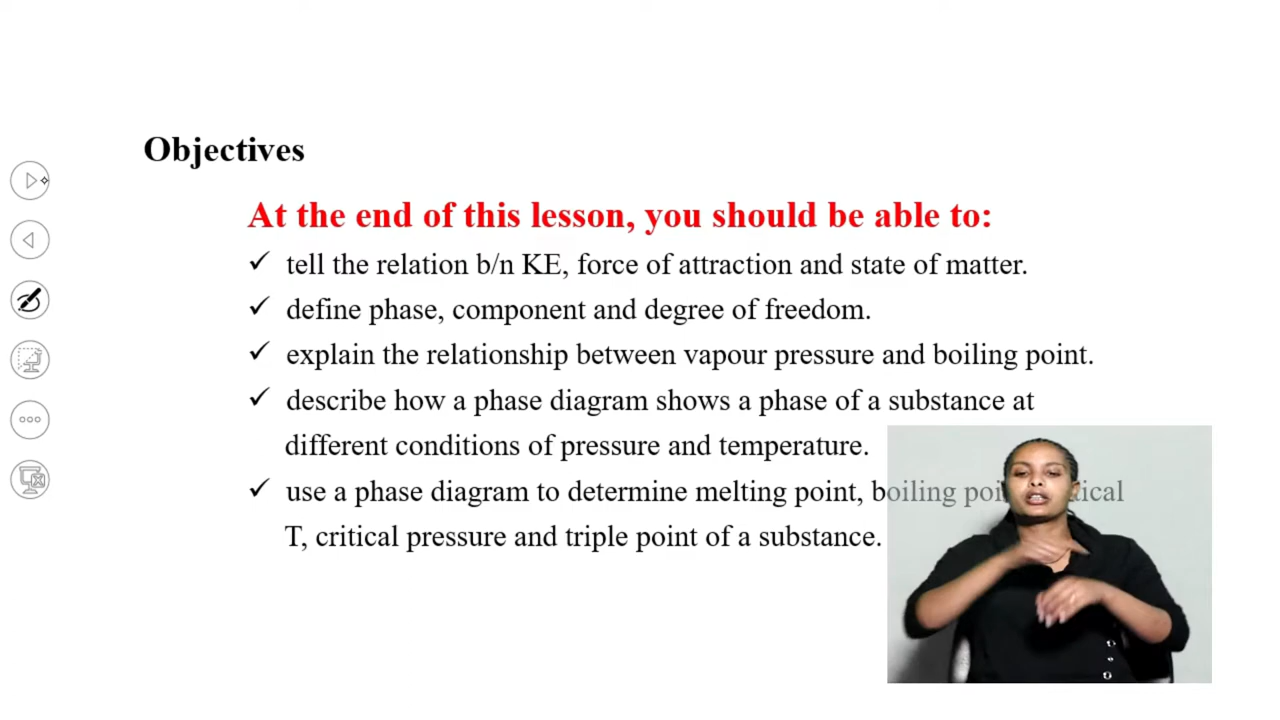 Objectives
At the end of this lesson, you should be able to:
✓ tell the relation b/n KE, force of attraction and state of matter.
✓ define phase, component and degree of freedom.
✓ explain the relationship between vapour pressure and boiling point.
✓ describe how a phase diagram shows a phase of a substance at
different conditions of pressure and temperature.
✓ use a phase diagram to determine melting point, boiling
T, critical pressure and triple point of a substance.